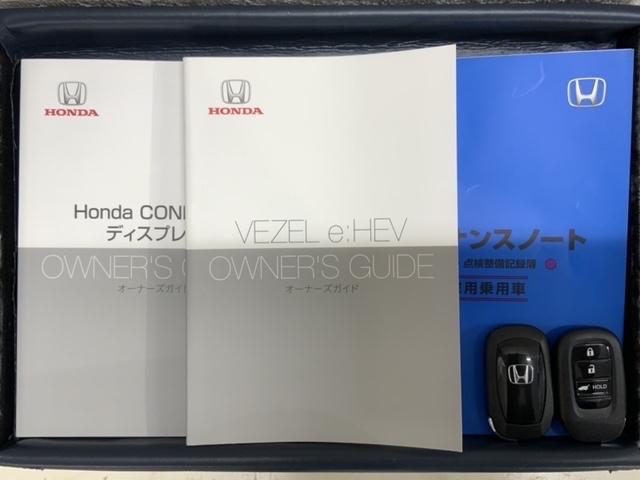 HONDA
Honda CON
ディスプレ
OWNER'S
オーナーズガイド
HONDA
VEZEL e:HEV
OWNER'S GUIDE
オーナーズガイド
ンスノート
点検整備記録簿
用乗用車
HOLD